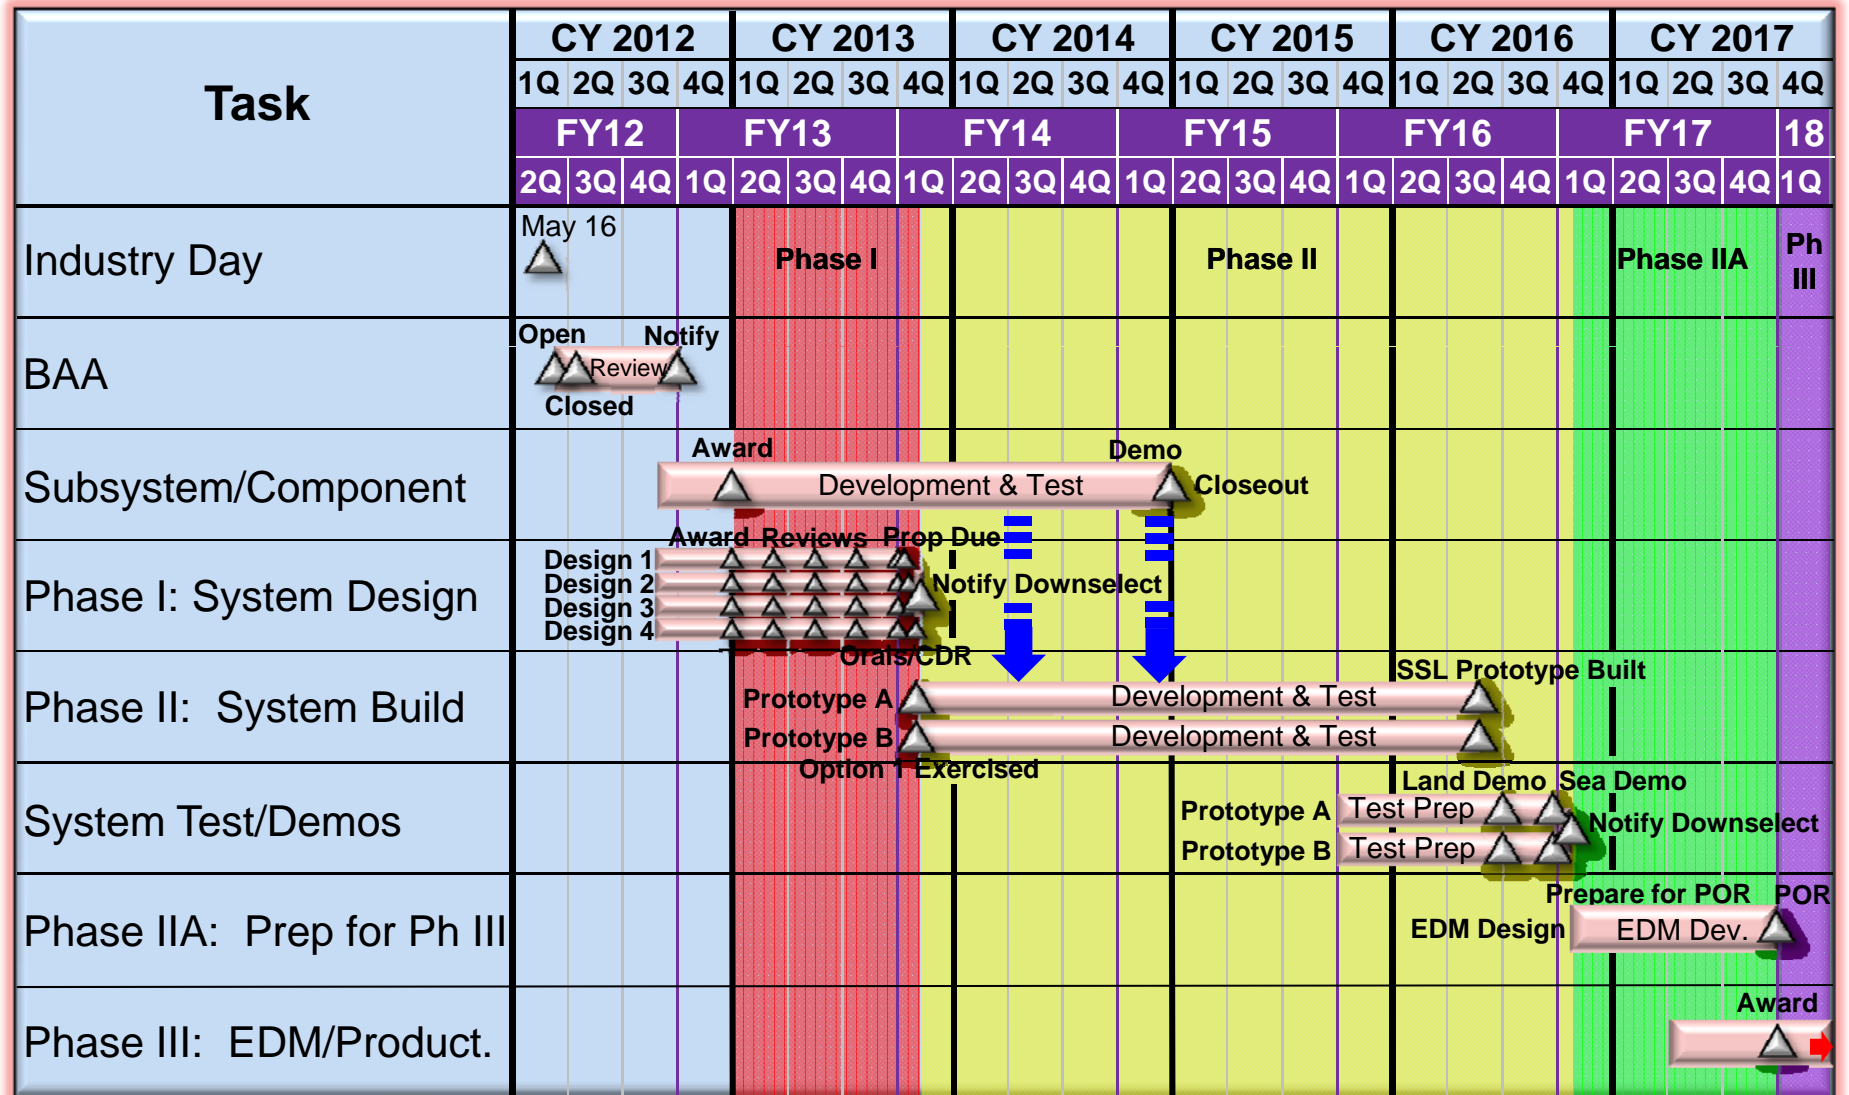 Task
CY 2012 CY 2013 CY 2014 CY 2015 CY 2016 CY 2017
1Q 2Q 3Q 4Q 1Q 2Q 3Q 4Q 1Q 2Q 3Q 4Q 1Q 2Q 3Q 4Q 1Q 2Q 3Q 4Q 1Q 2Q 3Q 4Q
FY12 FY13 FY14 FY15 FY16 FY17 18
2Q 3Q 4Q 1Q 2Q 3Q 4Q 1Q 2Q 3Q 4Q 1Q 2Q 3Q 4Q 1Q 2Q 3Q 4Q 1Q 2Q 3Q 4Q 1Q
Industry Day
May 16
Phase I
Phase II
Phase IIA
Ph
III
BAA
Open Notify
Review
Closed
Subsystem/Component
Award Demo
Development & Test
Closeout
Phase I: System Design
Award Reviews Prop Due
Design 1
Design 2
Design 3
Design 4
Notify Downselect
Orals/CDR
Phase II: System Build
SSL Prototype Built
Prototype A Development & Test
Prototype B Development & Test
Option 1 Exercised
System Test/Demos
Land Demo Sea Demo
Prototype A Test Prep
Notify Downselect
Prototype B Test Prep
Phase IIA: Prep for Ph III
Prepare for POR POR
EDM Design EDM Dev.
Phase III: EDM/Product.
Award